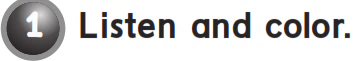 1 Listen and color.